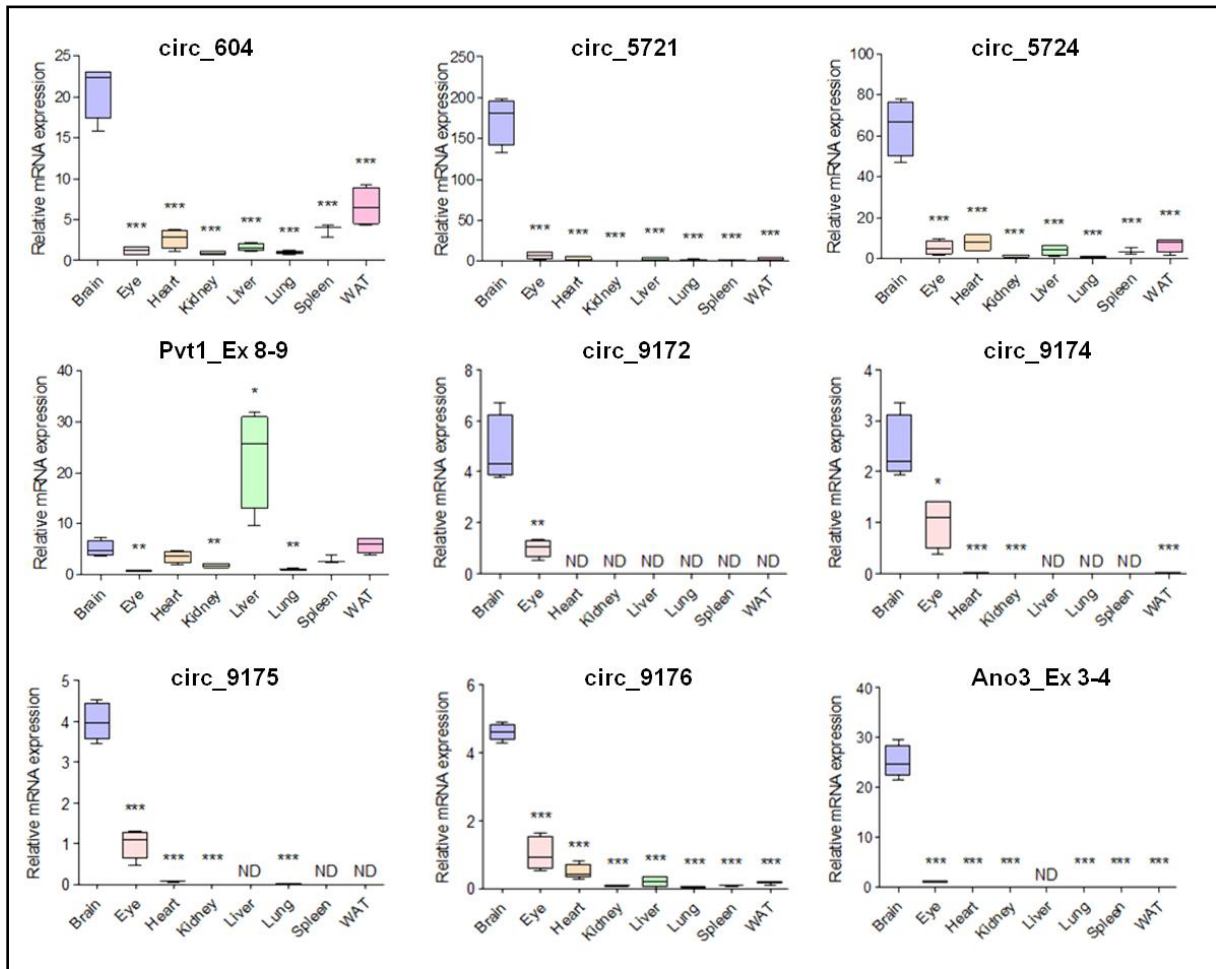 circ_604
Relative mRNA expression
25
20
15
10
5
0
***
***
***
***
***
***
***
Brain
Eye
Heart
Kidney
Liver
Lung
Spleen
WAT
circ_5721
Relative mRNA expression
250
200
150
100
50
0
***
***
***
***
***
***
***
Brain
Eye
Heart
Kidney
Liver
Lung
Spleen
WAT
circ_5724
Relative mRNA expression
100
80
60
40
20
0
***
***
***
***
***
***
***
Brain
Eye
Heart
Kidney
Liver
Lung
Spleen
WAT
Pvt1_Ex 8-9
Relative mRNA expression
40
30
20
10
0
**
**
*
**
Brain
Eye
Heart
Kidney
Liver
Lung
Spleen
WAT
circ_9172
Relative mRNA expression
8
6
4
2
0
**
ND
ND
ND
ND
ND
ND
Brain
Eye
Heart
Kidney
Liver
Lung
Spleen
WAT
circ_9174
Relative mRNA expression
4
3
2
1
0
*
***
***
ND
ND
ND
***
Brain
Eye
Heart
Kidney
Liver
Lung
Spleen
WAT
circ_9175
Relative mRNA expression
5
4
3
2
1
0
***
***
***
ND
***
ND
ND
Brain
Eye
Heart
Kidney
Liver
Lung
Spleen
WAT
circ_9176
Relative mRNA expression
6
4
2
0
***
***
***
***
***
***
***
Brain
Eye
Heart
Kidney
Liver
Lung
Spleen
WAT
Ano3_Ex 3-4
Relative mRNA expression
40
30
20
10
0
***
***
***
ND
***
***
***
Brain
Eye
Heart
Kidney
Liver
Lung
Spleen
WAT